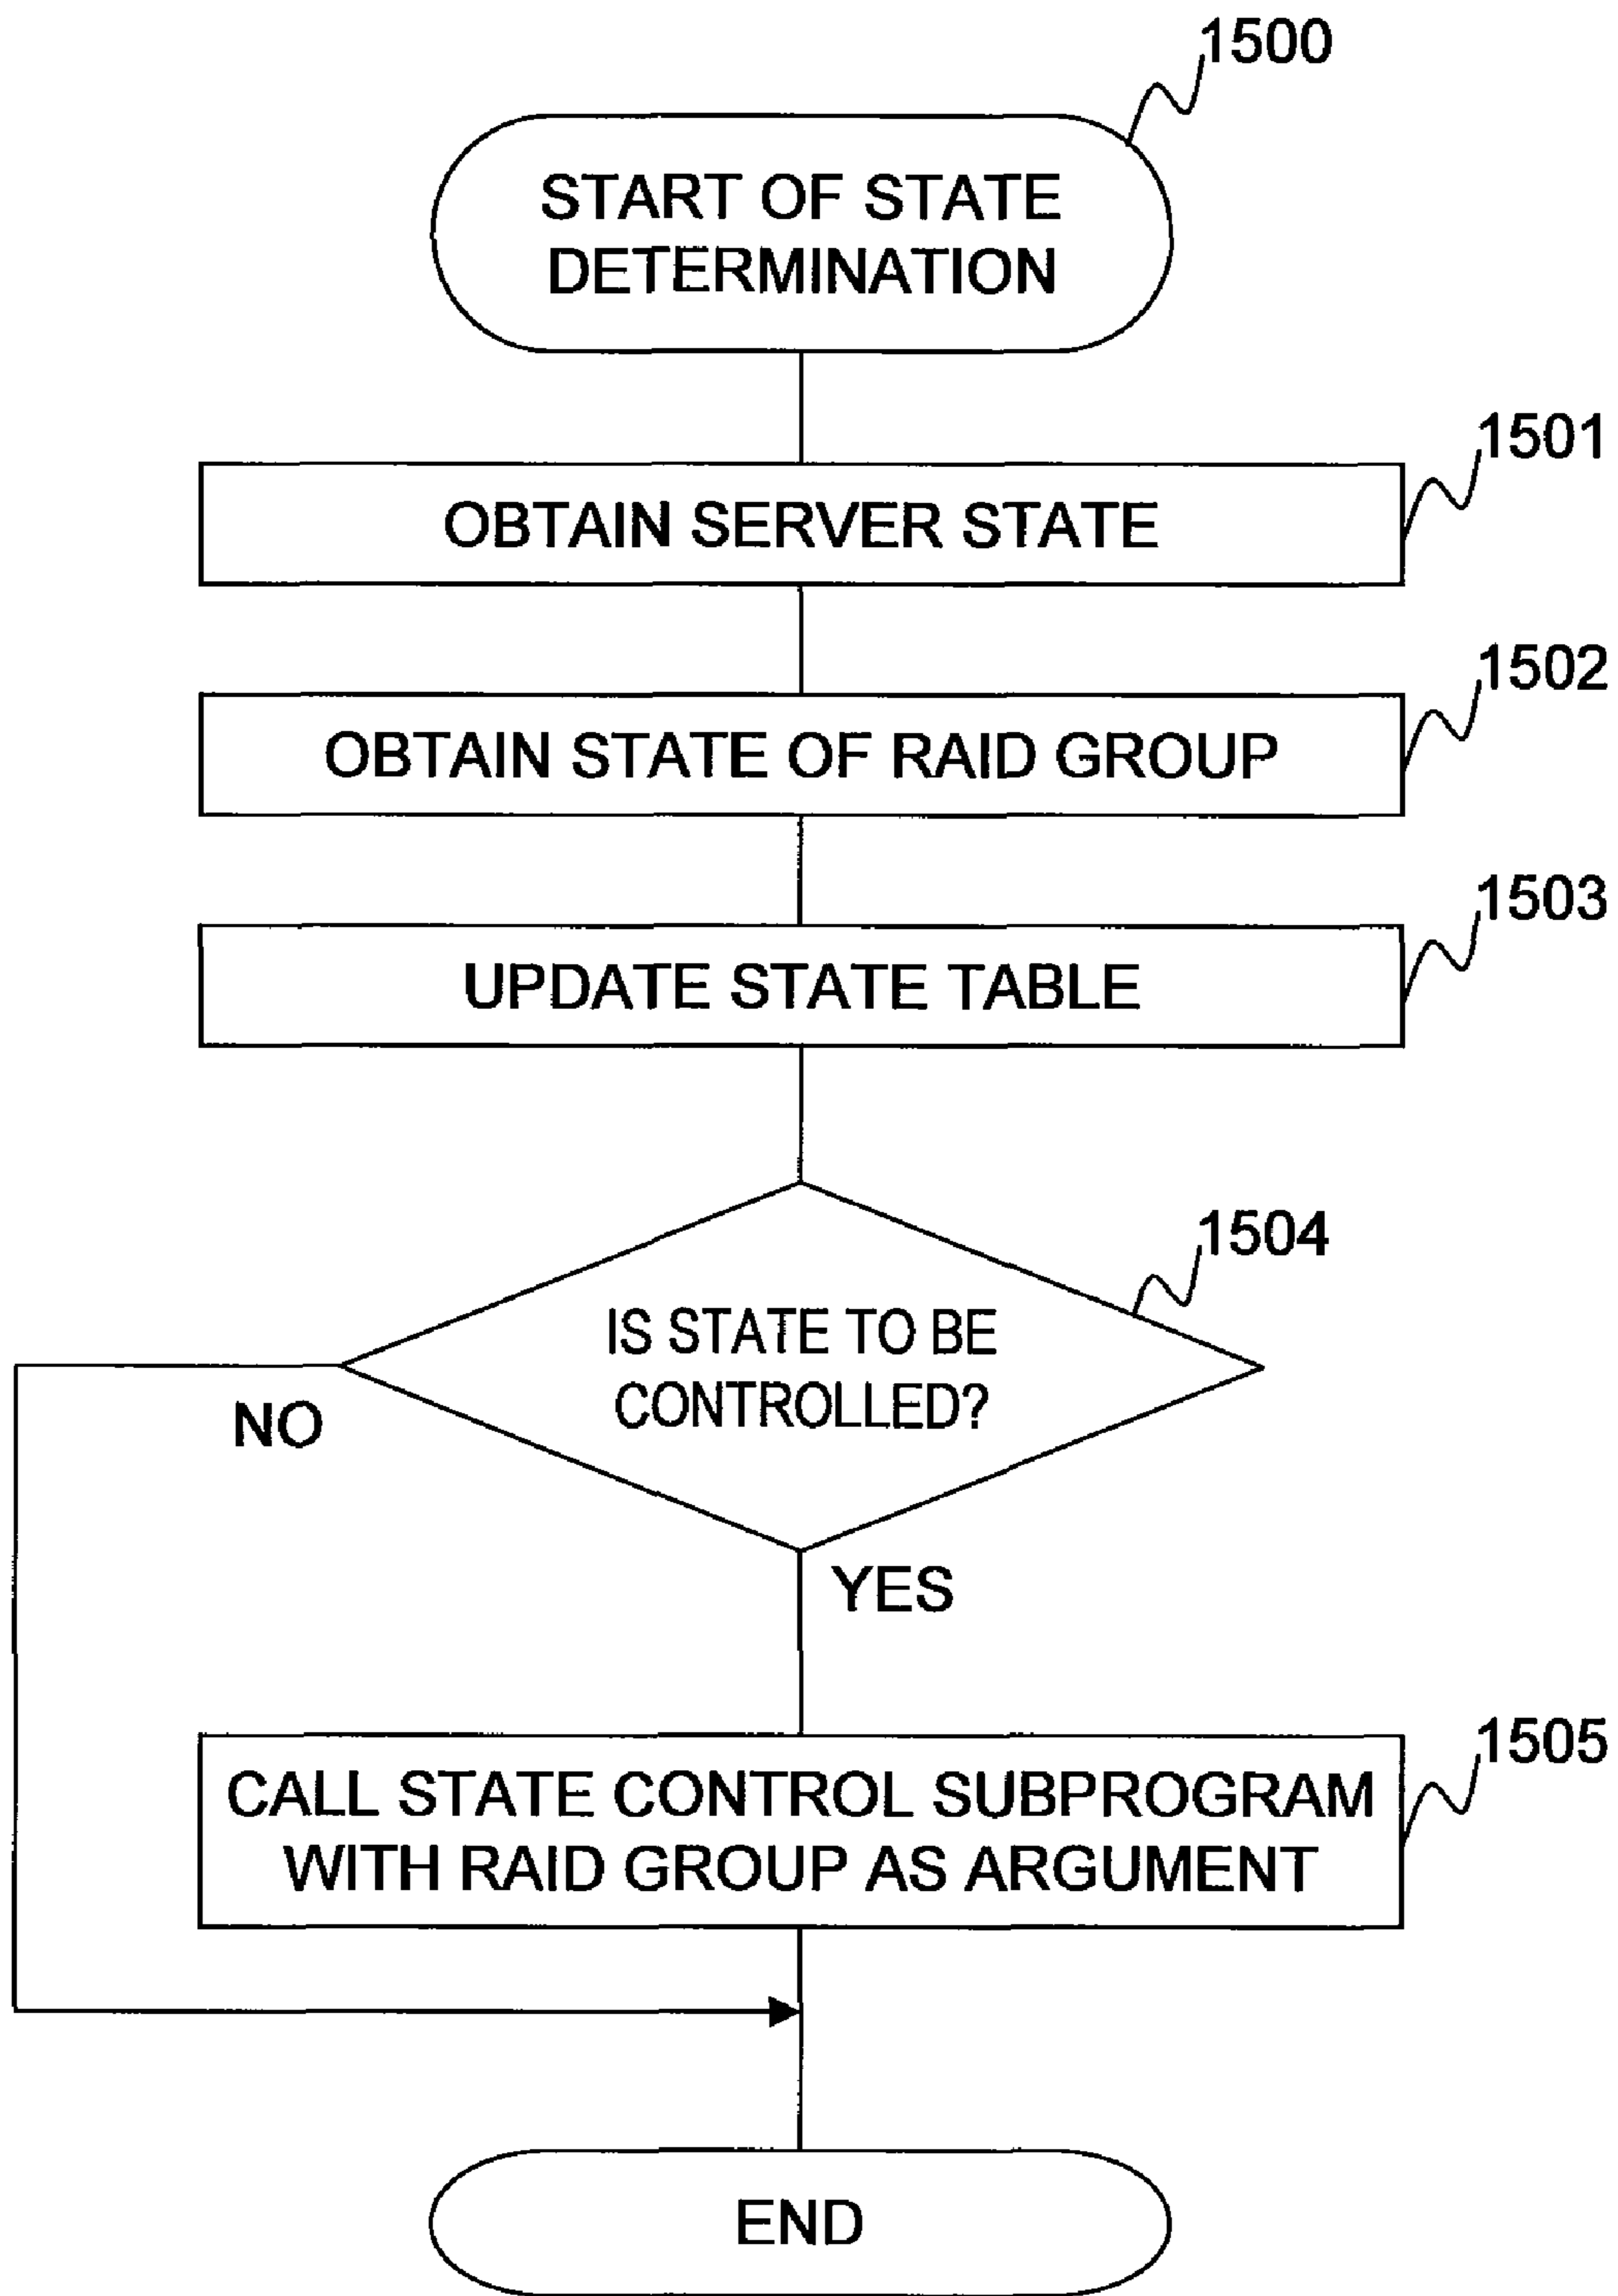 1500
START OF STATE
DETERMINATION
1501
OBTAIN SERVER STATE
1502
OBTAIN STATE OF RAID GROUP
1503
UPDATE STATE TABLE
1504
IS STATE TO BE
CONTROLLED?
NO
YES
1505
CALL STATE CONTROL SUBPROGRAM
WITH RAID GROUP AS ARGUMENT
END